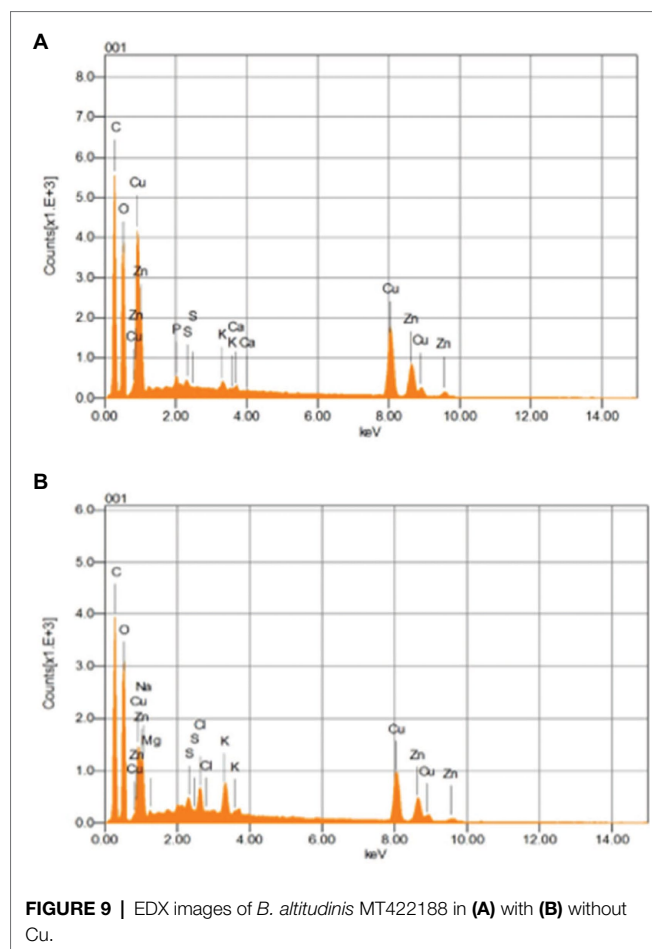 A
001
8.0
7.0
6.0
5.0
4.0
3.0
2.0
1.0
0.0
Counts[x1.E+3]
C
O
Cu
Zn
Zn
Cu
P
S
S
K
K
Ca
Ca
Cu
Zn
Cu
Zn
0.00 2.00 4.00 6.00 8.00 10.00 12.00 14.00
keV
B
001
6.0
5.0
4.0
3.0
2.0
1.0
0.0
Counts[x1.E+3]
C
O
Na
Cu
Zn
Mg
Zn
Cu
S
S
Cl
Cl
K
K
Cu
Zn
Cu
Zn
0.00 2.00 4.00 6.00 8.00 10.00 12.00 14.00
keV
FIGURE 9 | EDX images of B. altitudinis MT422188 in (A) with (B) without
Cu.